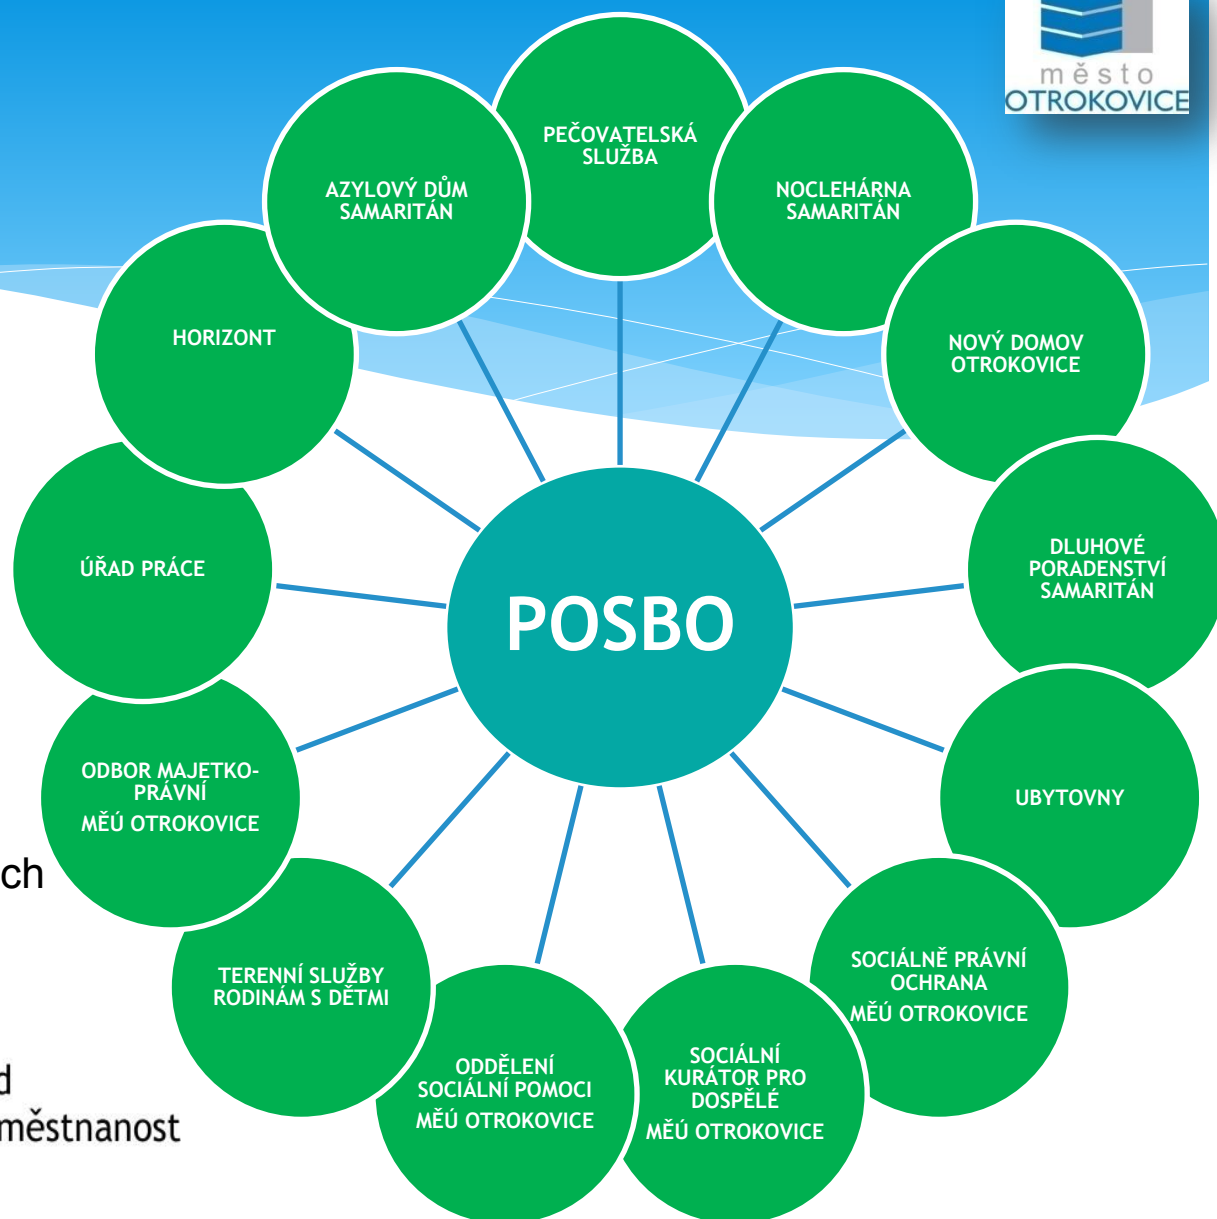 město
OTROKOVICE
PEČOVATELSKÁ
SLUŽBA
NOCLEHÁRNA
SAMARITÁN
NOVÝ DOMOV
OTROKOVICE
DLUHOVÉ
PORADENSTVÍ
SAMARITÁN
UBYTOVNY
SOCIÁLNĚ PRÁVNÍ
OCHRANA
MĚÚ OTROKOVICE
SOCIÁLNÍ
KURÁTOR PRO
DOSPĚLÉ
MĚÚ OTROKOVICE
ODDĚLENÍ
SOCIÁLNÍ POMOCI
MĚÚ OTROKOVICE
TERENNÍ SLUŽBY
RODINÁM S DĚTMI
ODBOR MAJETKO-
PRÁVNÍ
MĚÚ OTROKOVICE
ÚŘAD PRÁCE
HORIZONT
AZYLOVÝ DŮM
SAMARITÁN
POSBO
ch
d
městnanost